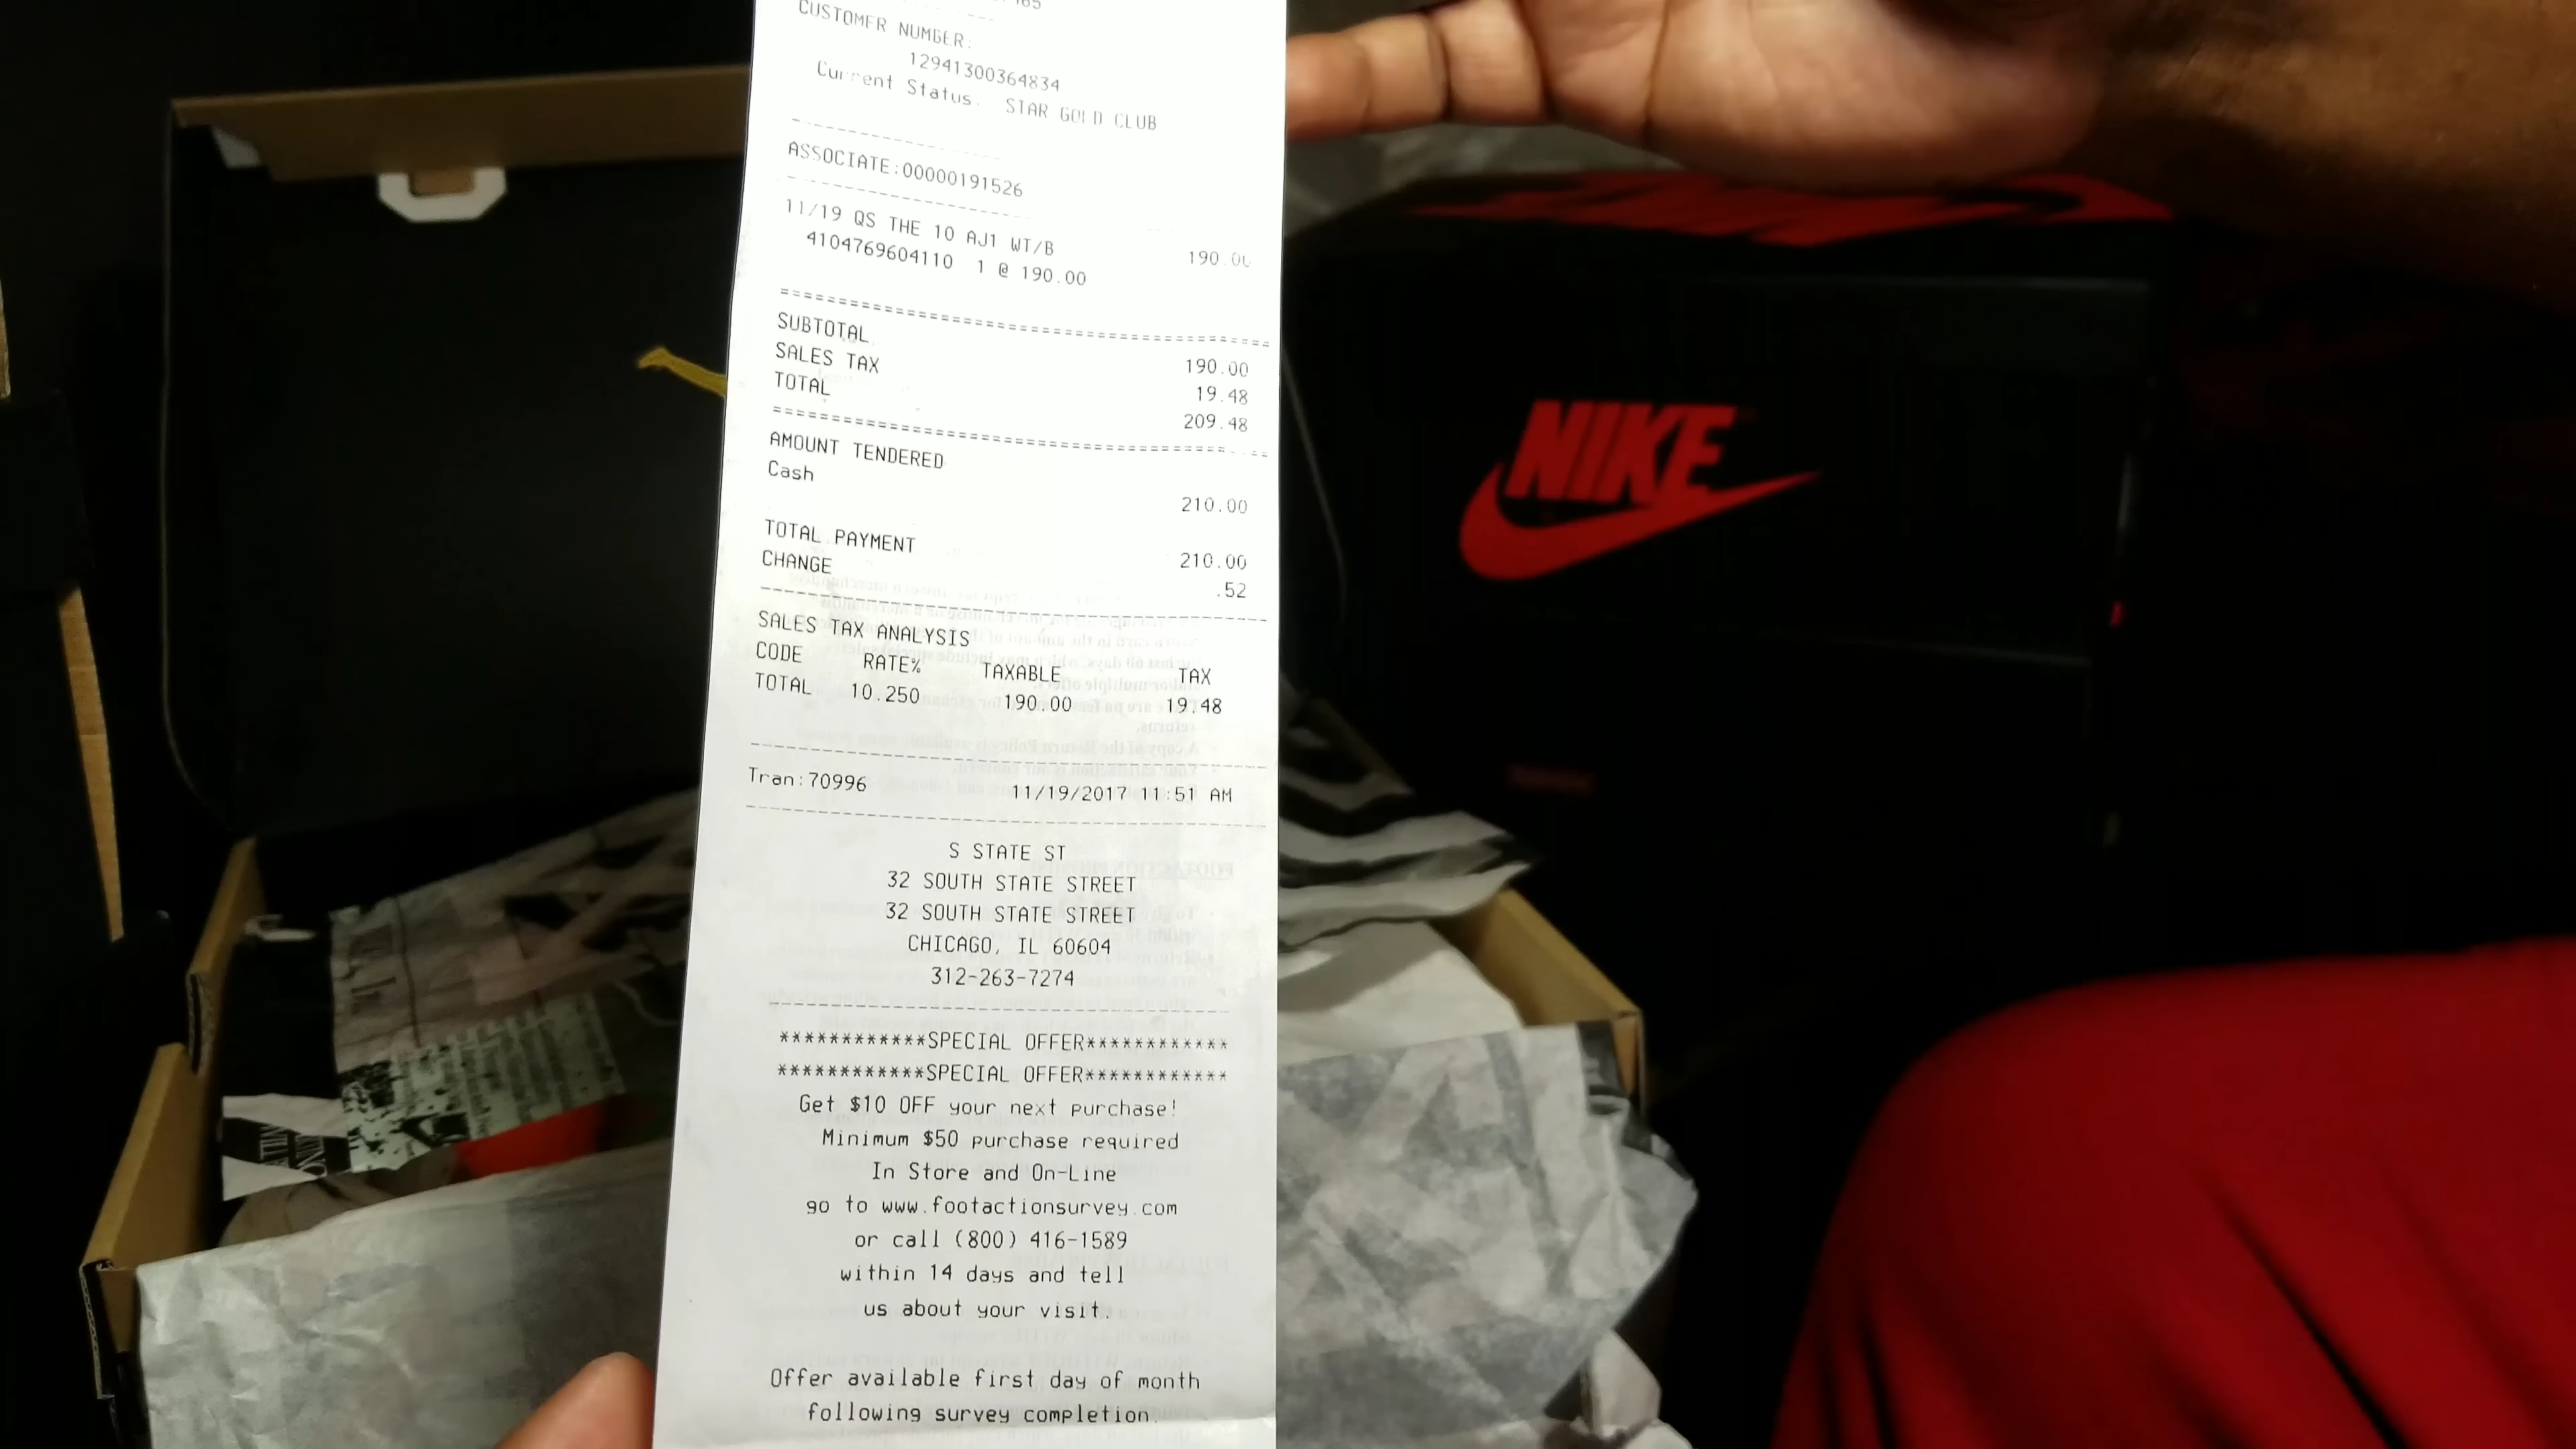 CUSTOMER NUMGER:
12941300364834
Current Status. STAR GOLD CLUB
ASSOCIATE:00000191526
11/19 QS THE 10 AJ1 WT/B 190.00
4104769604110 1 @ 190.00
SUBTOTAL 190.00
SALES TAX 19.48
TOTAL 209.48
AMOUNT TENDERED
Cash 210.00
TOTAL PAYMENT 210.00
CHANGE .52
SALES TAX ANALYSIS
CODE RATE% TAXABLE TAX
TOTAL 10.250 190.00 19.48
Tran:70996 11/19/2017 11:51 AM
S STATE ST
32 SOUTH STATE STREET
32 SOUTH STATE STREET
CHICAGO, IL 60604
312-263-7274
************SPECIAL OFFER************
************SPECIAL OFFER************
Get $10 OFF your next purchase!
Minimum $50 purchase required
In Store and On-Line
go to www.footactionsurvey.com
or call (800) 416-1589
within 14 days and tell
us about your visit.
Offer available first day of month
following survey completion.
NIKE